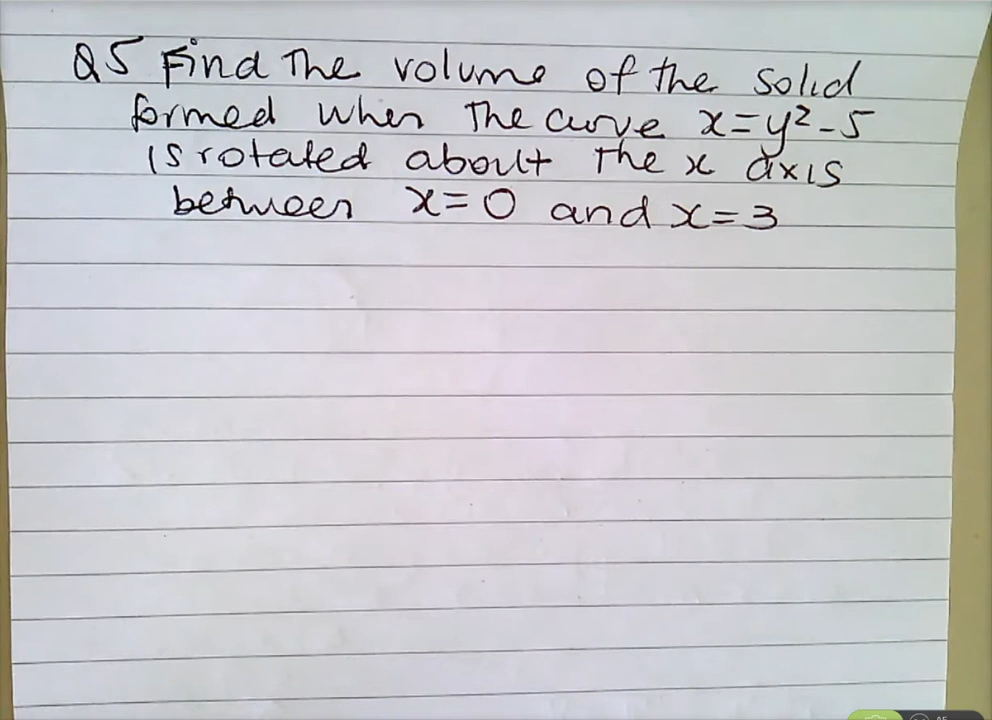 Q5 Find The volume of the solid
formed when The curve x=y²-5
is rotated about the x axis
between x=0 and x=3